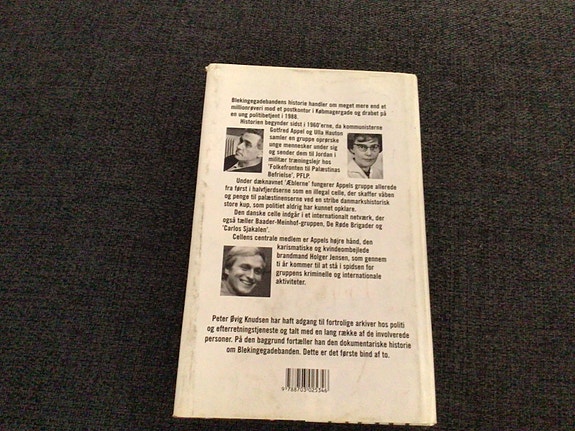 Blekingegadebandens historie handler om meget mere end et
millionrøveri mod et postkontor i Købmagergade og drabet på
en ung politibetjent i 1988.
Historien begynder sidst i 1960'erne, da kommunisterne
Gotfred Appel og Ulla Hauton
samler en gruppe oprørske
unge mennesker under sig
og sender dem til Jordan i
militær træningslejr hos
'Folkefronten til Palæstinas
Befrielse', PFLP.
Under dæknavnet 'Æblerne' fungerer Appels gruppe allerede
fra først i halvfjerdserne som en illegal celle, der skaffer våben
og penge til palæstinenserne ved en stribe danmarkshistorisk
store kup, som politiet aldrig har kunnet opklare.
Den danske celle indgår i et internationalt netværk, der
også tæller Baader-Meinhof-gruppen, De Røde Brigader og
'Carlos Sjakalen'.
Cellens centrale medlem er Appels højre hånd, den
karismatiske og kvindeombejlede
brandmand Holger Jensen, som gennem
ti år kommer til at stå i spidsen for
gruppens kriminelle og internationale
aktiviteter.
Peter Øvig Knudsen har haft adgang til fortrolige arkiver hos politi
og efterretningstjeneste og talt med en lang række af de involverede
personer. På den baggrund fortæller han den dokumentariske historie
om Blekingegadebanden. Dette er det første bind af to.
9 788703 025346